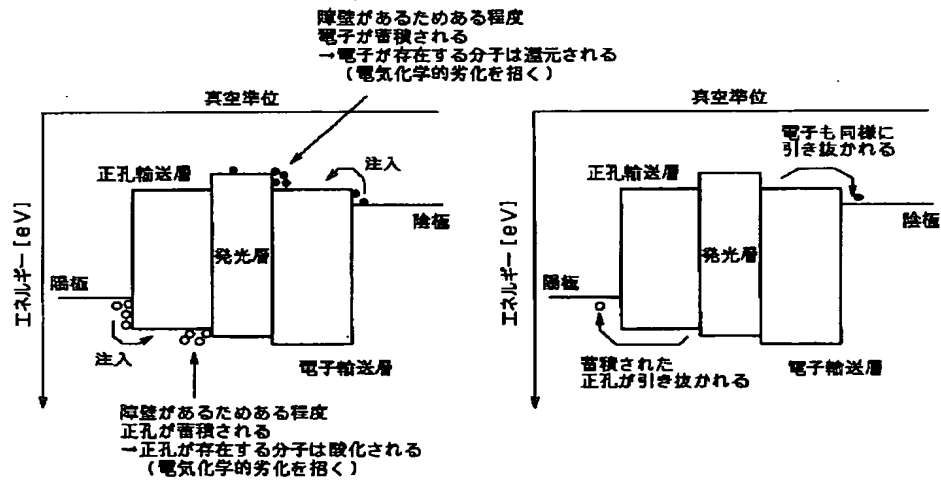 障壁があるためある程度
電子が蓄積される
→電子が存在する分子は還元される
(電気化学的劣化を招く)
真空準位
正孔輸送層
注入
陰極
発光層
エネルギー[eV]
陽極
注入
電子輸送層
障壁があるためある程度
正孔が蓄積される
→正孔が存在する分子は酸化される
(電気化学的劣化を招く)
真空準位
電子も同様に
引き抜かれる
正孔輸送層
陰極
発光層
エネルギー[eV]
陽極
蓄積された
正孔が引き抜かれる
電子輸送層